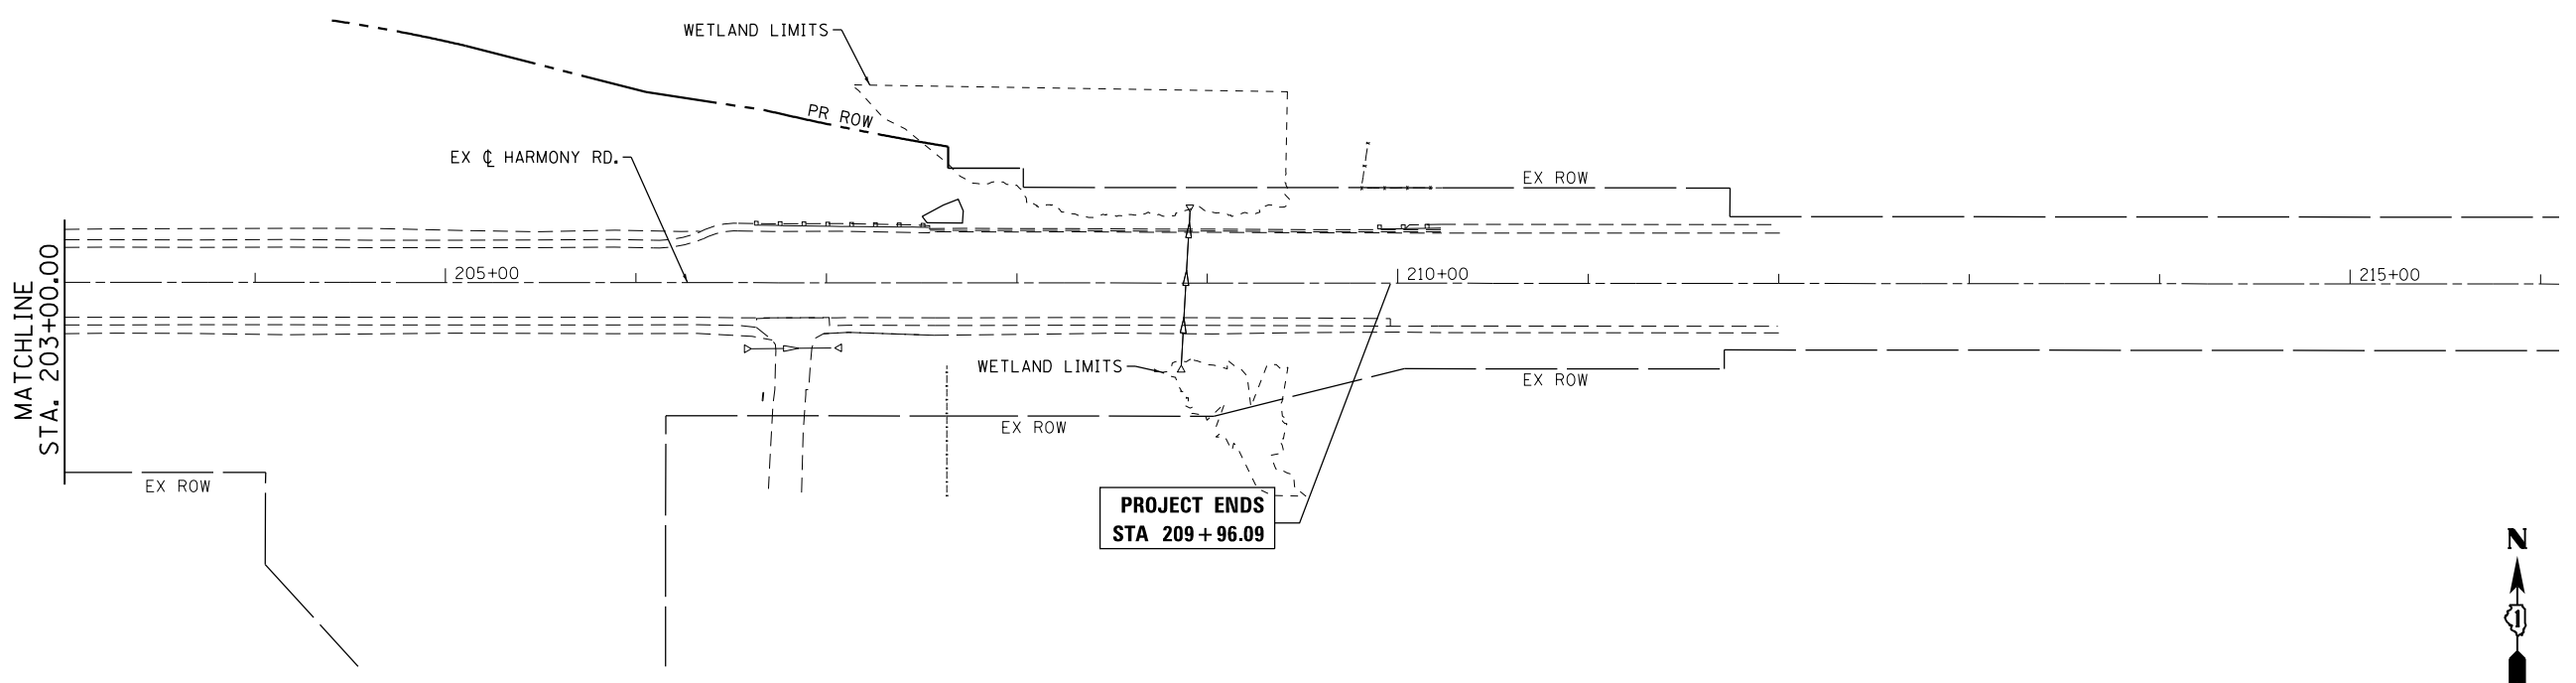 WETLAND LIMITS
PR ROW
EX ℄ HARMONY RD.
EX ROW
MATCHLINE
STA. 203+00.00
205+00
210+00
215+00
WETLAND LIMITS
EX ROW
EX ROW
EX ROW
PROJECT ENDS
STA 209+96.09
N
1